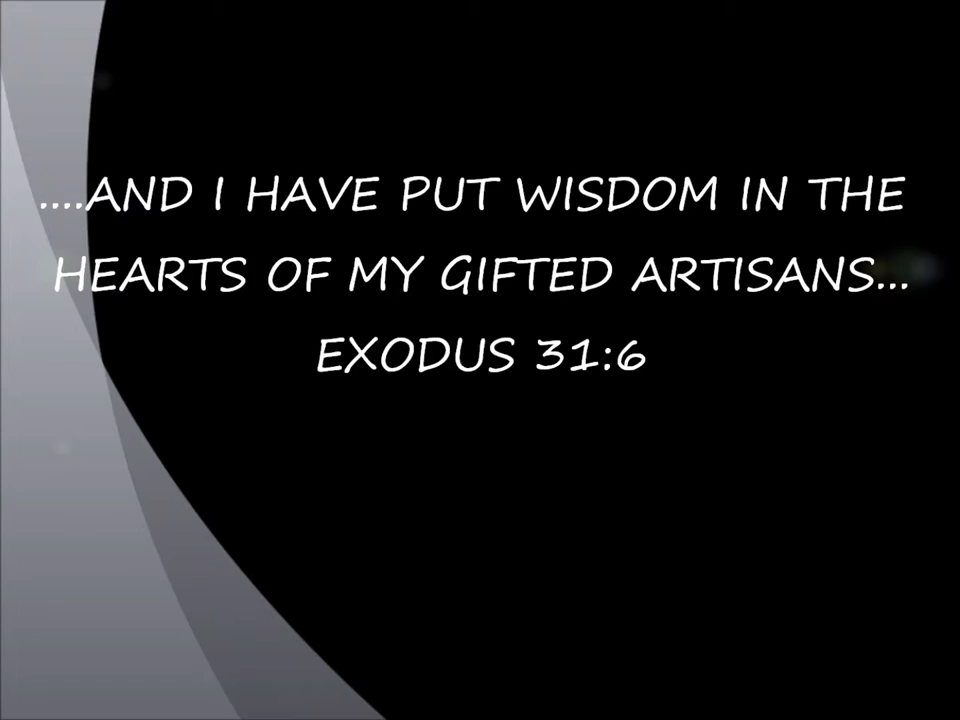 ....AND I HAVE PUT WISDOM IN THE
HEARTS OF MY GIFTED ARTISANS...
EXODUS 31:6